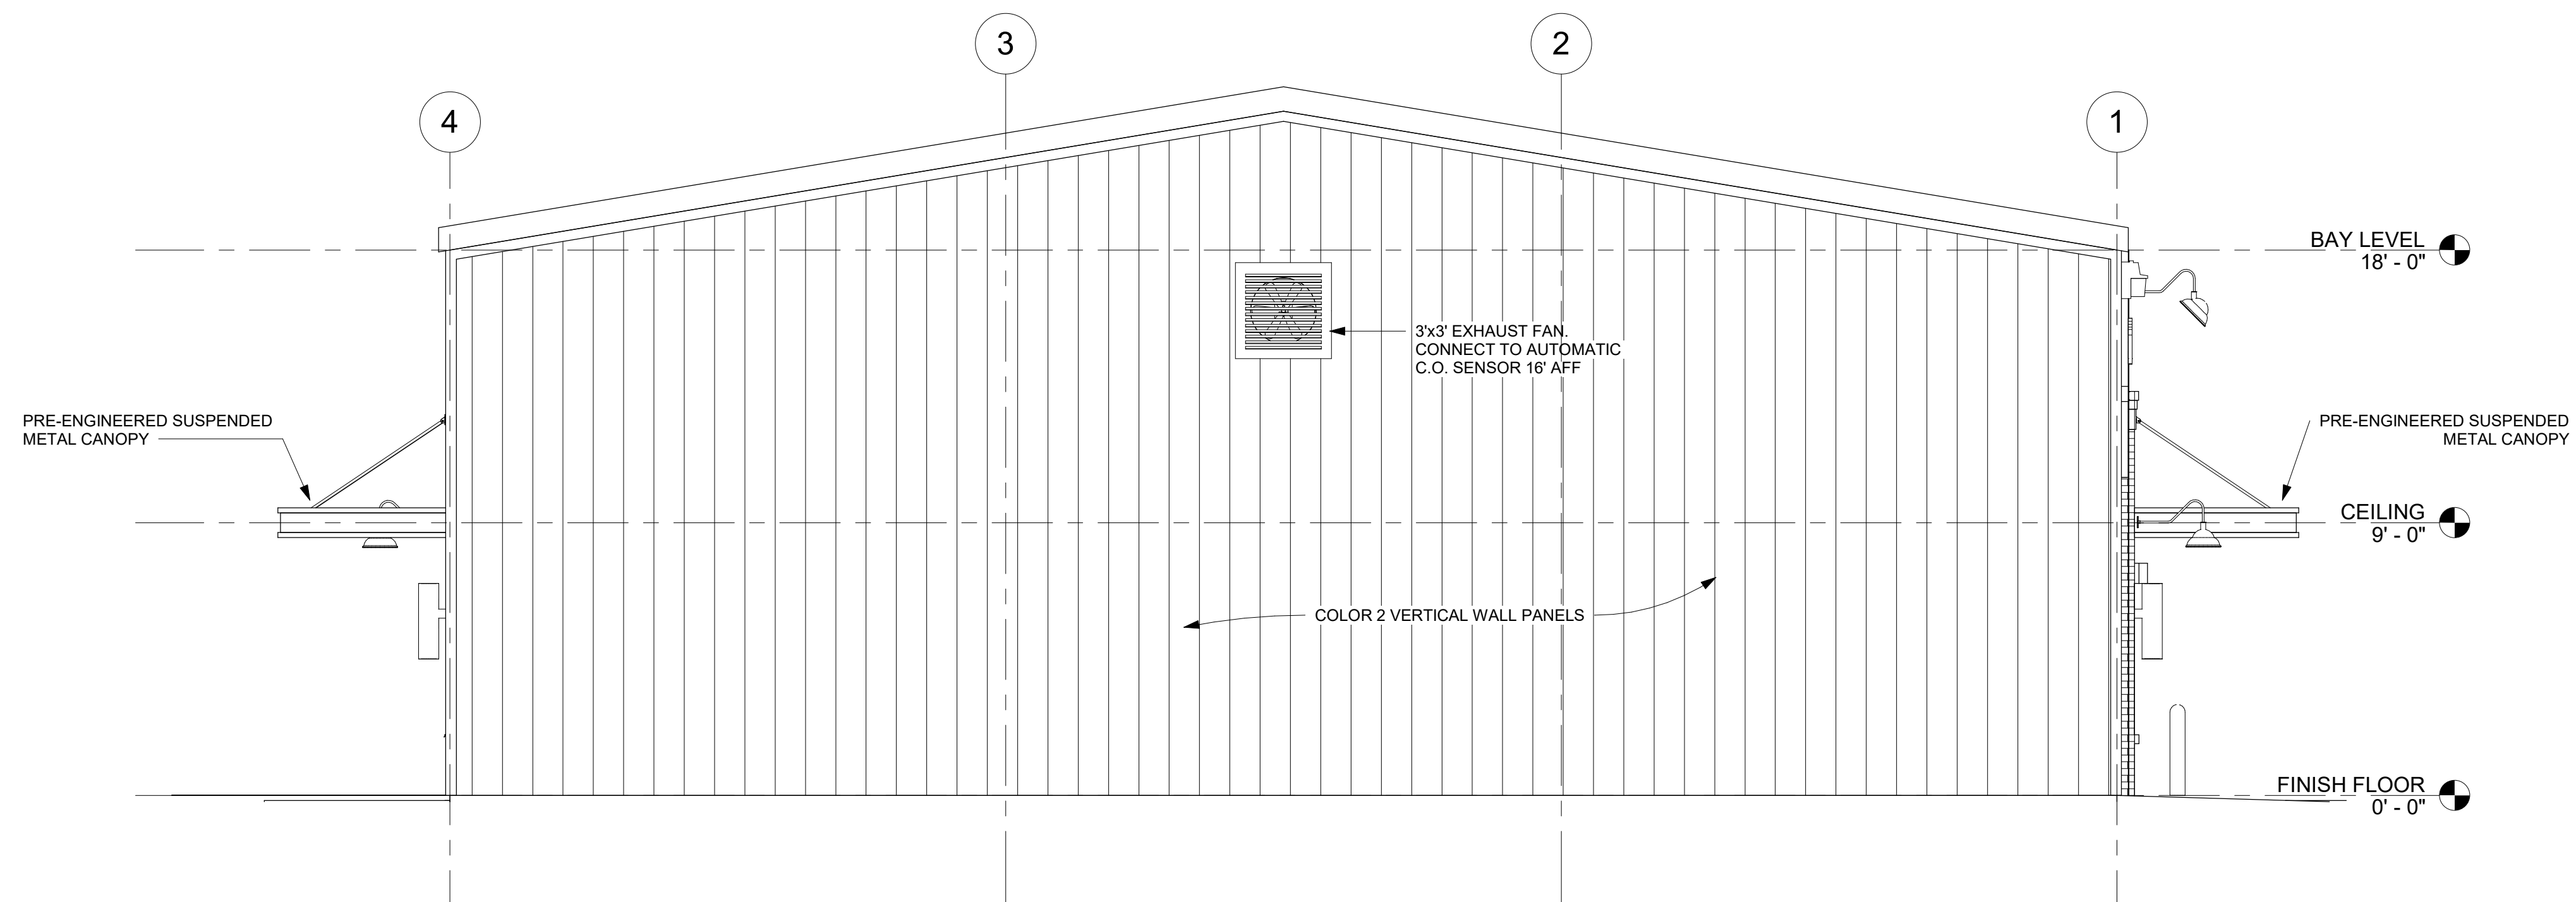 3
2
4
1
BAY LEVEL
18' - 0"
3'x3' EXHAUST FAN.
CONNECT TO AUTOMATIC
C.O. SENSOR 16' AFF
PRE-ENGINEERED SUSPENDED
METAL CANOPY
PRE-ENGINEERED SUSPENDED
METAL CANOPY
CEILING
9' - 0"
COLOR 2 VERTICAL WALL PANELS
FINISH FLOOR
0' - 0"